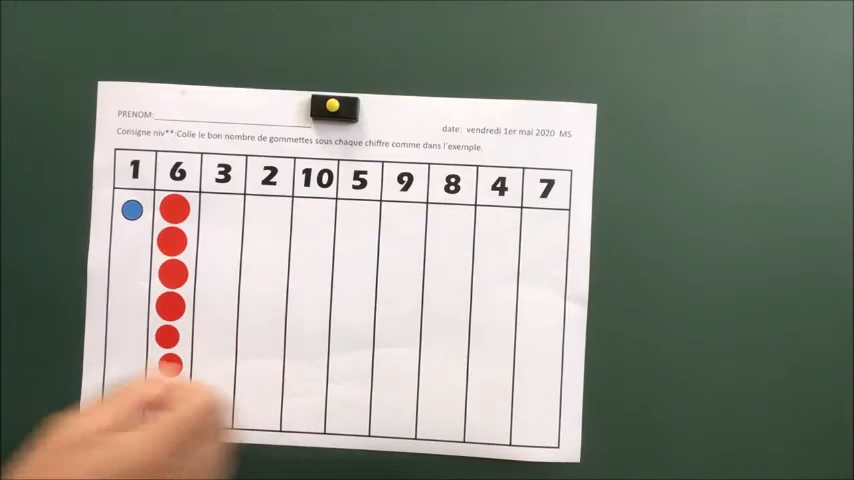 PRENOM:
date: vendredi 1er mai 2020 MS
Consigne niv**:Colle le bon nombre de gommettes sous chaque chiffre comme dans l'exemple.
1 6 3 2 10 5 9 8 4 7